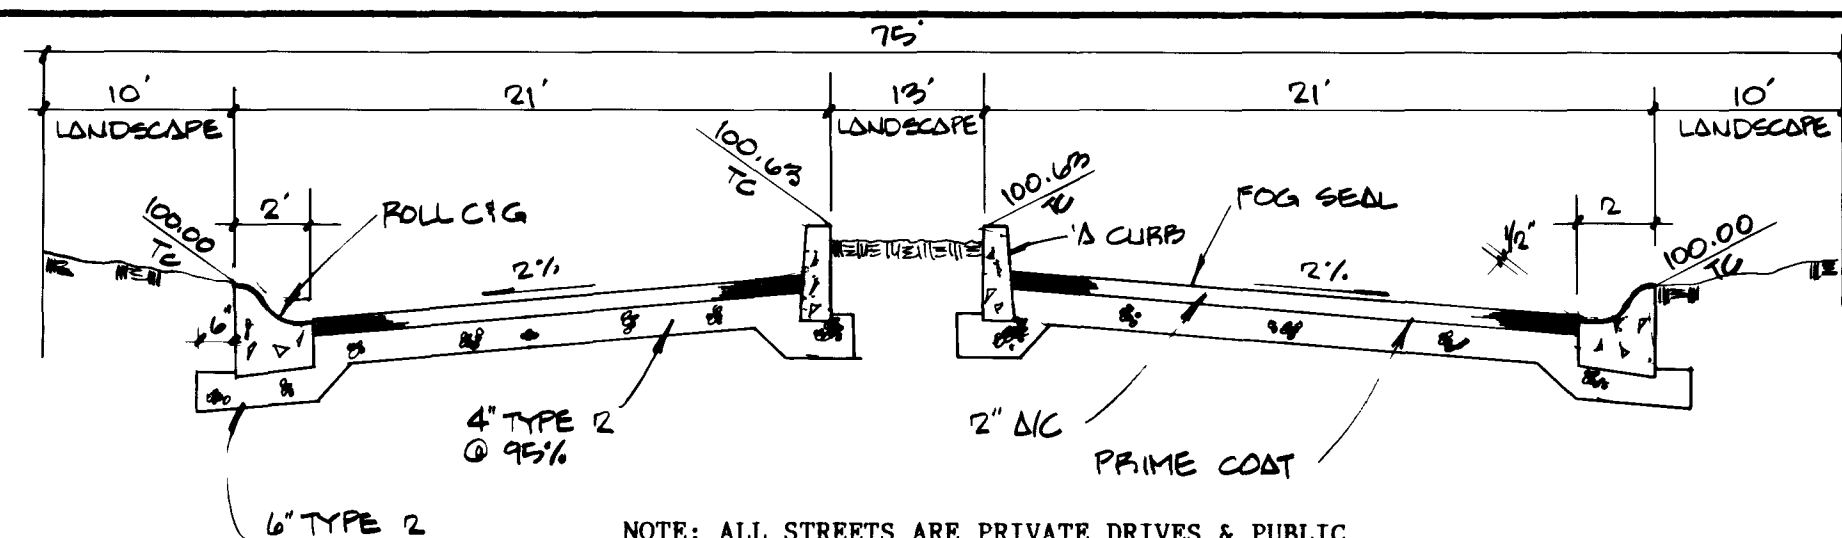 75'
10'
21'
13'
21'
10'
LANDSCAPE
LANDSCAPE
LANDSCAPE
100.63
TC
100.63
TC
100.00
TC
2'
ROLL C&G
FOG SEAL
'A CURB
1/2"
2
100.00
TC
2%
2%
6"
4" TYPE 2
@ 95%
2" A/C
PRIME COAT
6" TYPE 2
NOTE: ALL STREETS ARE PRIVATE DRIVES & PUBLIC